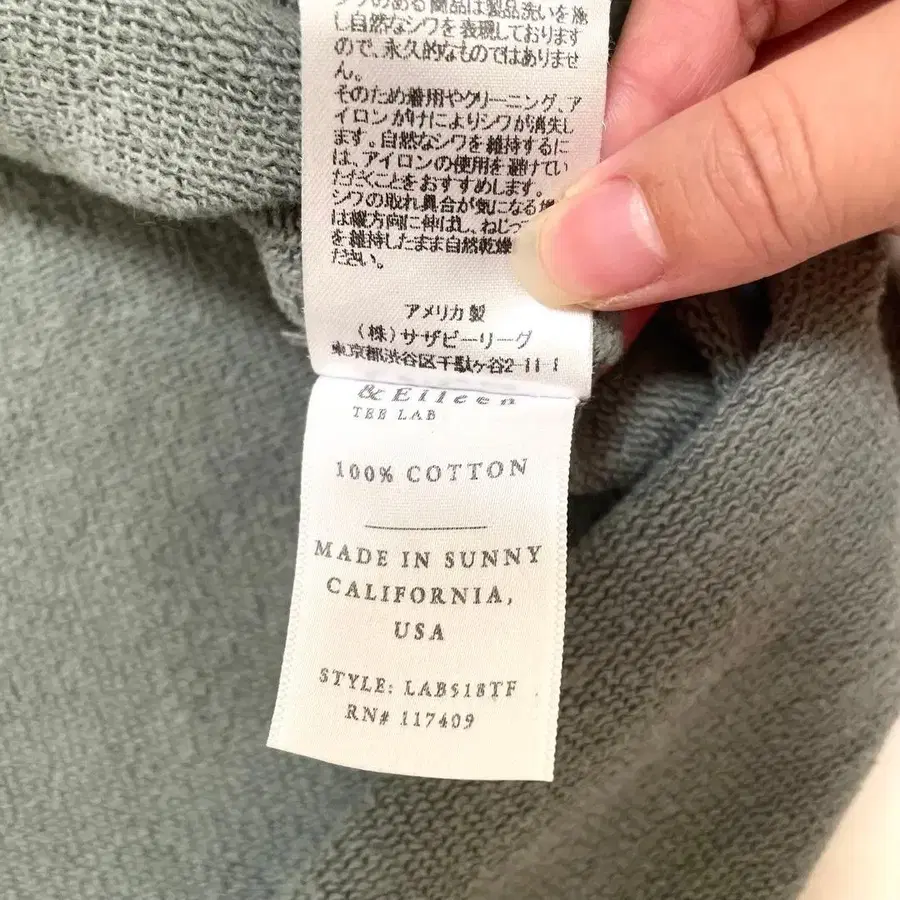 シワのある商品は製品洗いを施
し自然なシワを表現しております
ので、永久的なものではありませ
ん。
そのため着用やクリーニング、ア
イロンがけによりシワが消失し
ます。自然なシワを維持するに
は、アイロンの使用を避けてい
ただくことをおすすめします。
シワの取れ具合が気になる
は縦方向に伸ばし、ねじっ
を維持したまま自然乾燥
ださい。
アメリカ製
(株)サザビーリーグ
東京都渋谷区千駄ヶ谷2-11-1
& Eileen
TEE LAB
100% COTTON
MADE IN SUNNY
CALIFORNIA,
USA
STYLE: LAB518TF
RN# 117409